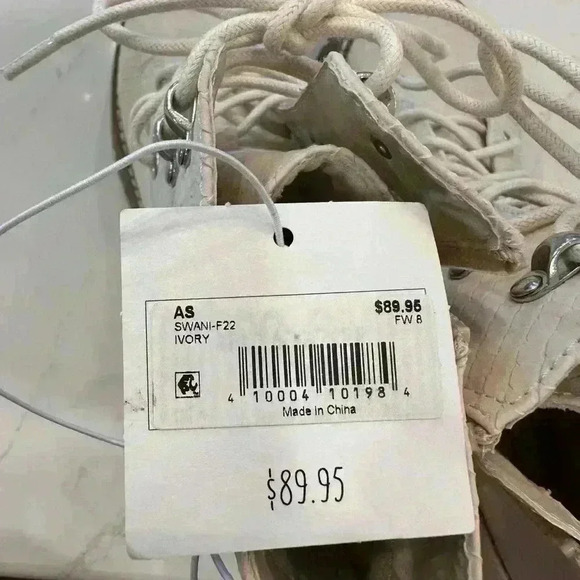 AS $89.95
SWANI-F22 FW 8
IVORY
4 10004 10198 4
Made in China
$89.95